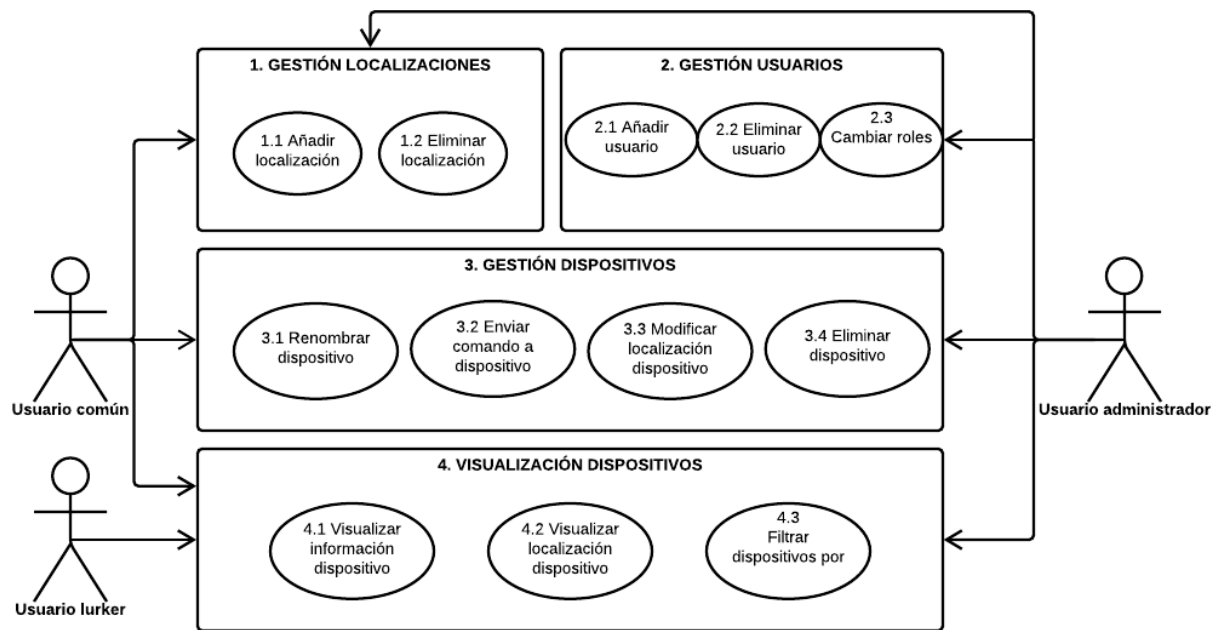 1. GESTIÓN LOCALIZACIONES
1.1 Añadir
localización
1.2 Eliminar
localización
2. GESTIÓN USUARIOS
2.1 Añadir
usuario
2.2 Eliminar
usuario
2.3
Cambiar roles
3. GESTIÓN DISPOSITIVOS
3.1 Renombrar
dispositivo
3.2 Enviar
comando a
dispositivo
3.3 Modificar
localización
dispositivo
3.4 Eliminar
dispositivo
Usuario común
Usuario administrador
4. VISUALIZACIÓN DISPOSITIVOS
4.1 Visualizar
información
dispositivo
4.2 Visualizar
localización
dispositivo
4.3
Filtrar
dispositivos por
Usuario lurker